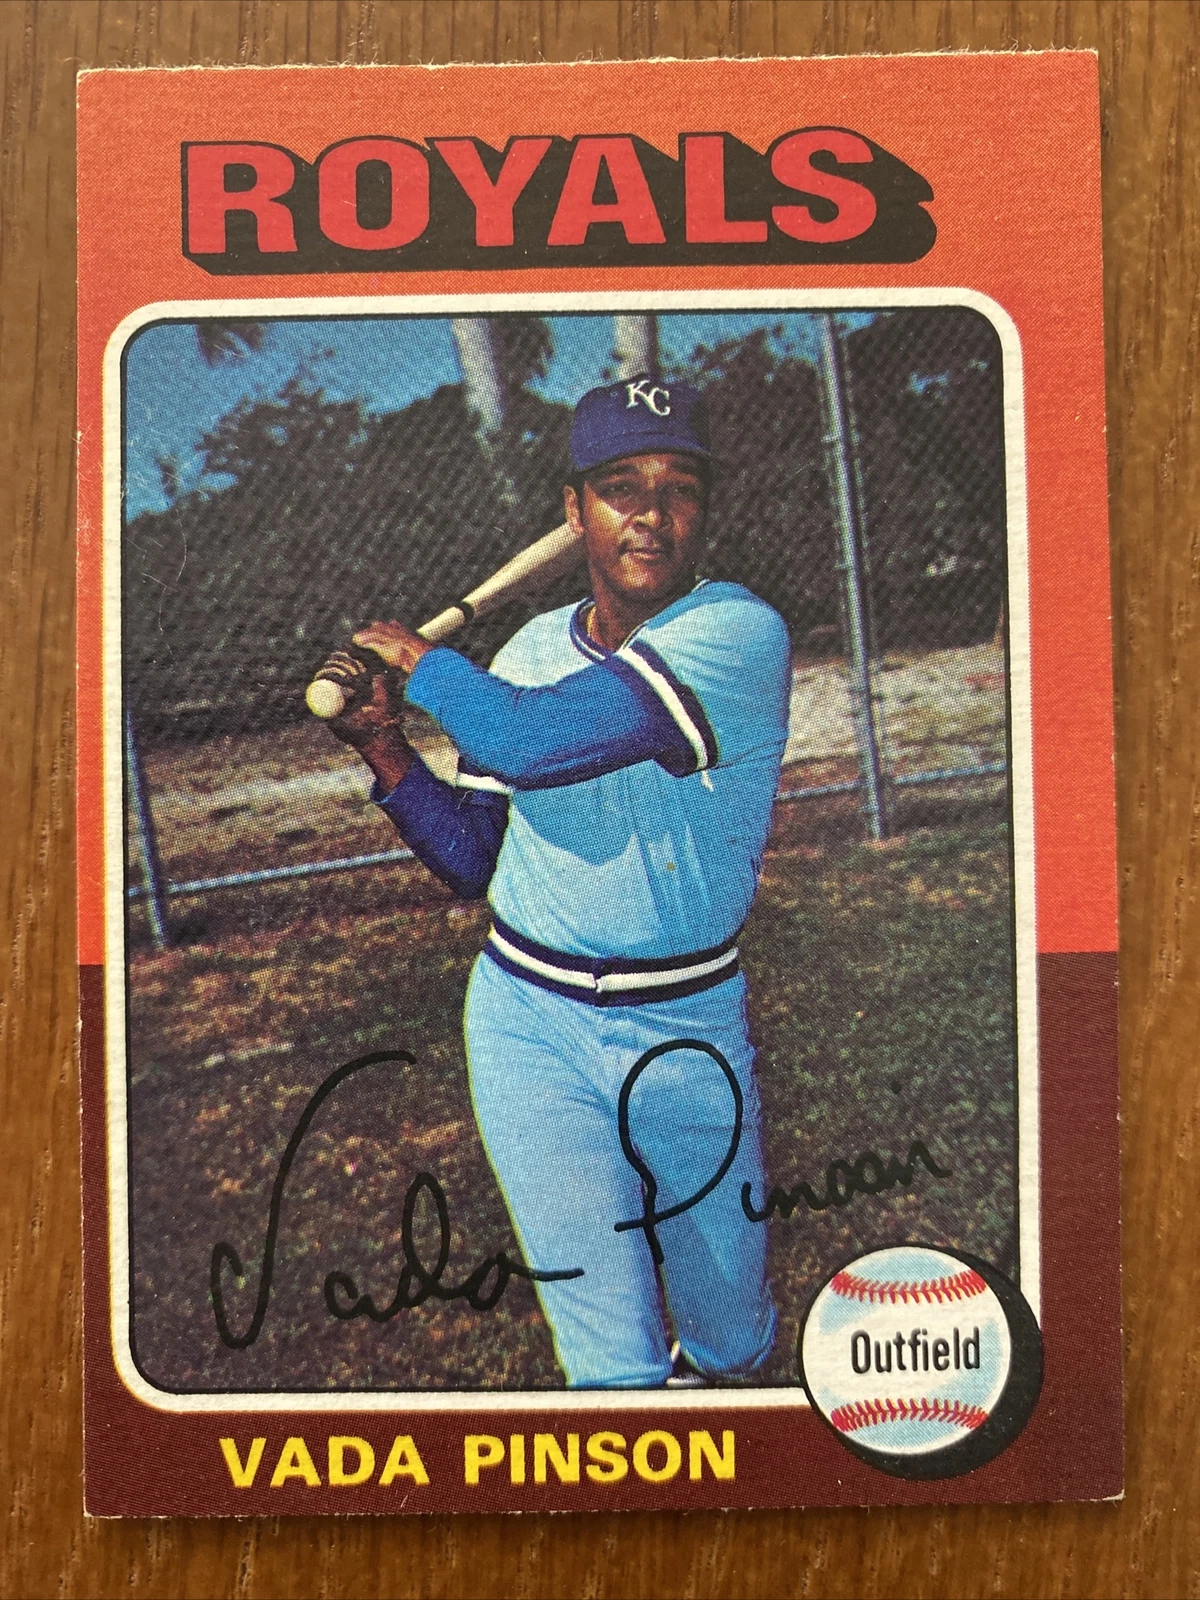 ROYALS
KC
Vada Pinson
Outfield
VADA PINSON